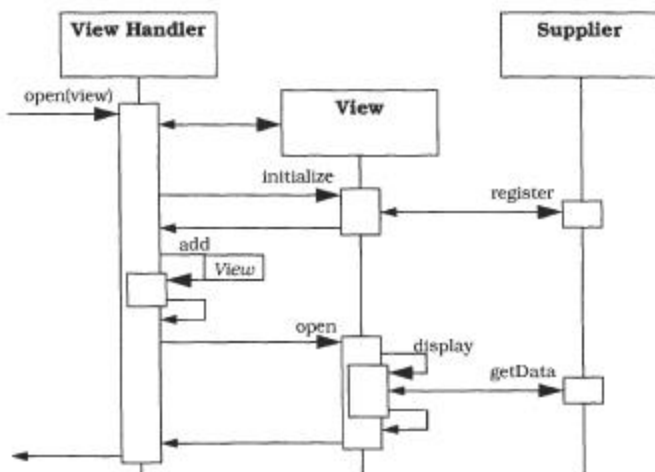 View Handler
Supplier
open(view)
View
initialize
register
add
View
open
display
getData